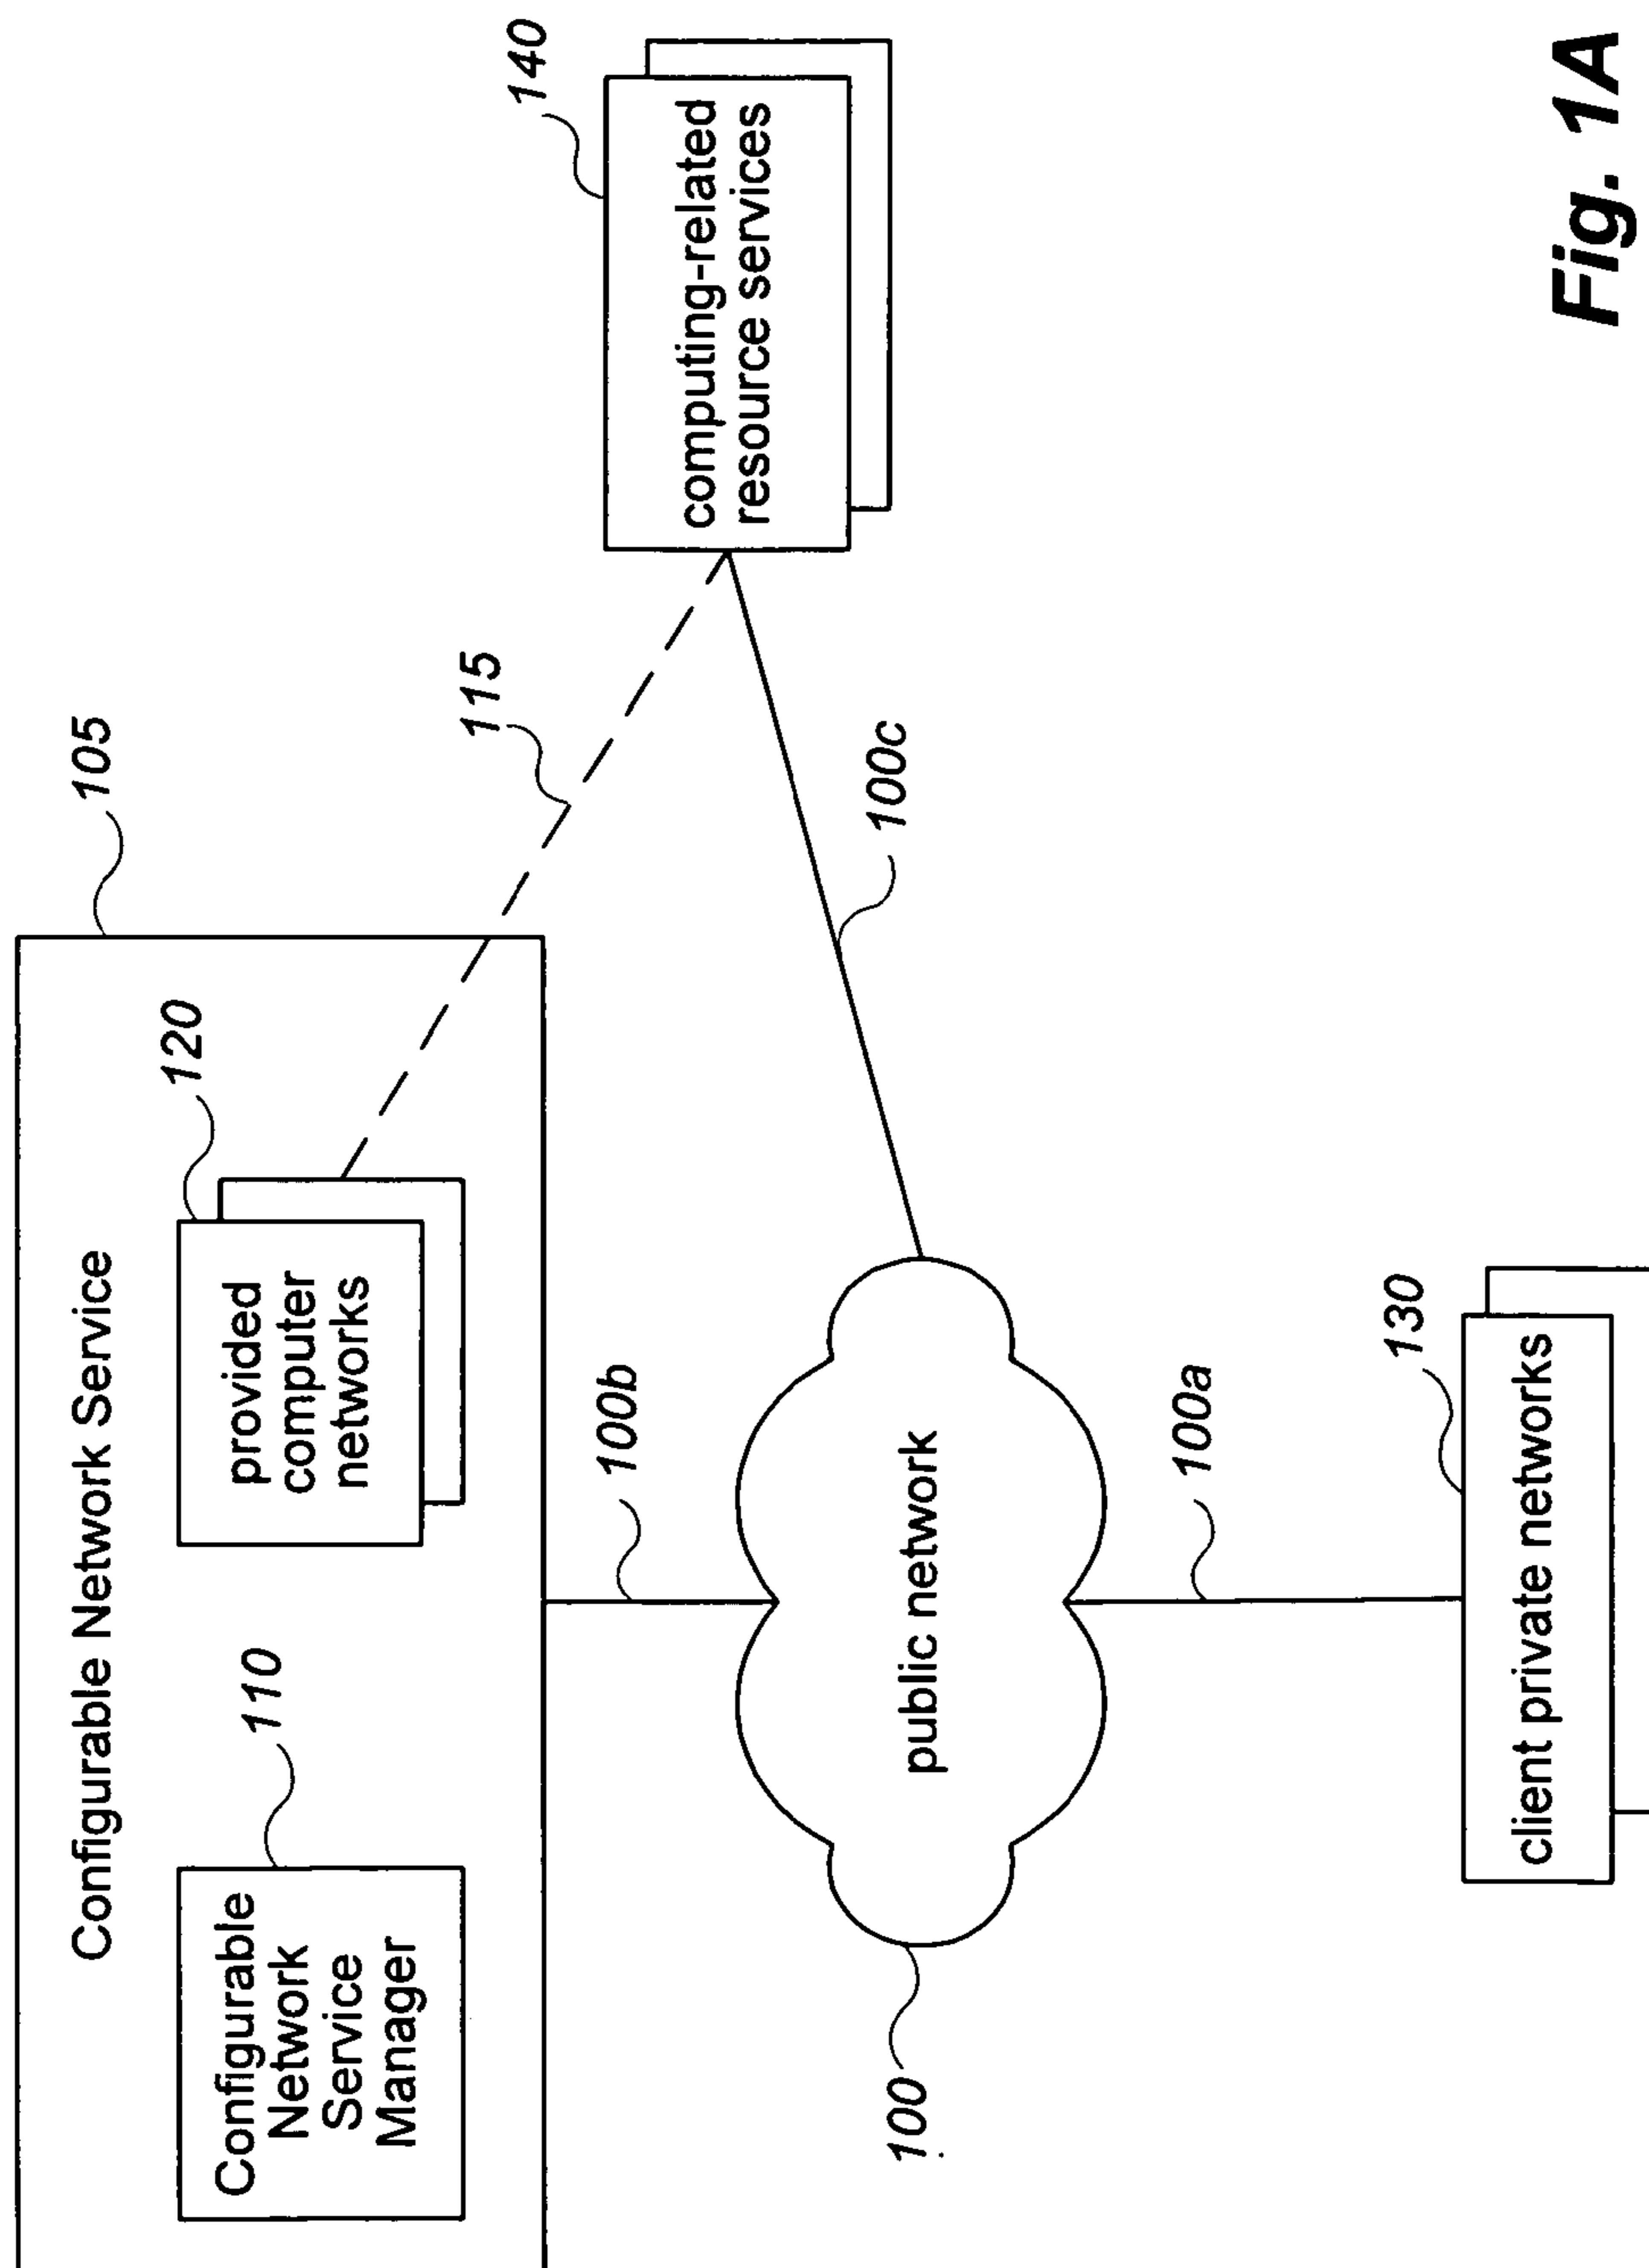 Configurable Network Service
105
Configurable
Network
Service
Manager
110
provided
computer
networks
120
115
140
computing-related
resource services
100b
100c
public network
100
100a
130
client private networks
Fig. 1A